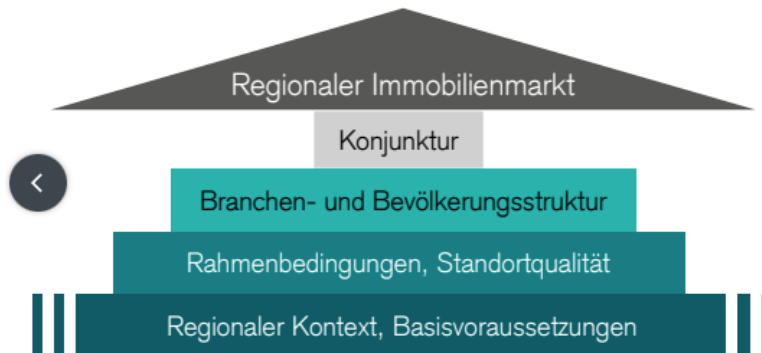 Regionaler Immobilienmarkt
Konjunktur
Branchen- und Bevölkerungsstruktur
Rahmenbedingungen, Standortqualität
Regionaler Kontext, Basisvoraussetzungen